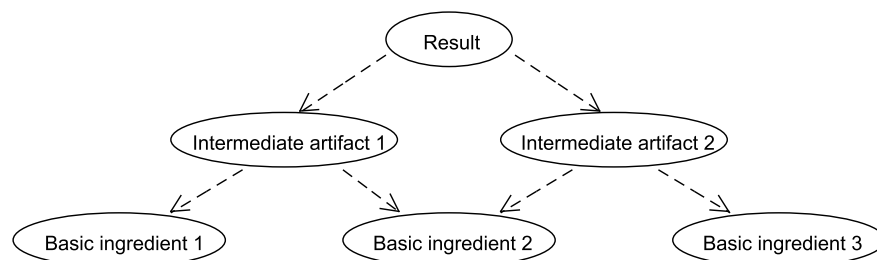 Result
Intermediate artifact 1
Intermediate artifact 2
Basic ingredient 1
Basic ingredient 2
Basic ingredient 3